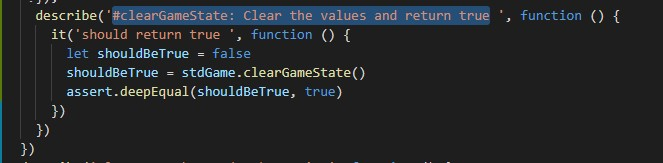 describe('#clearGameState: Clear the values and return true ', function () {
it('should return true ', function () {
let shouldBeTrue = false
shouldBeTrue = stdGame.clearGameState()
assert.deepEqual(shouldBeTrue, true)
})
})
})